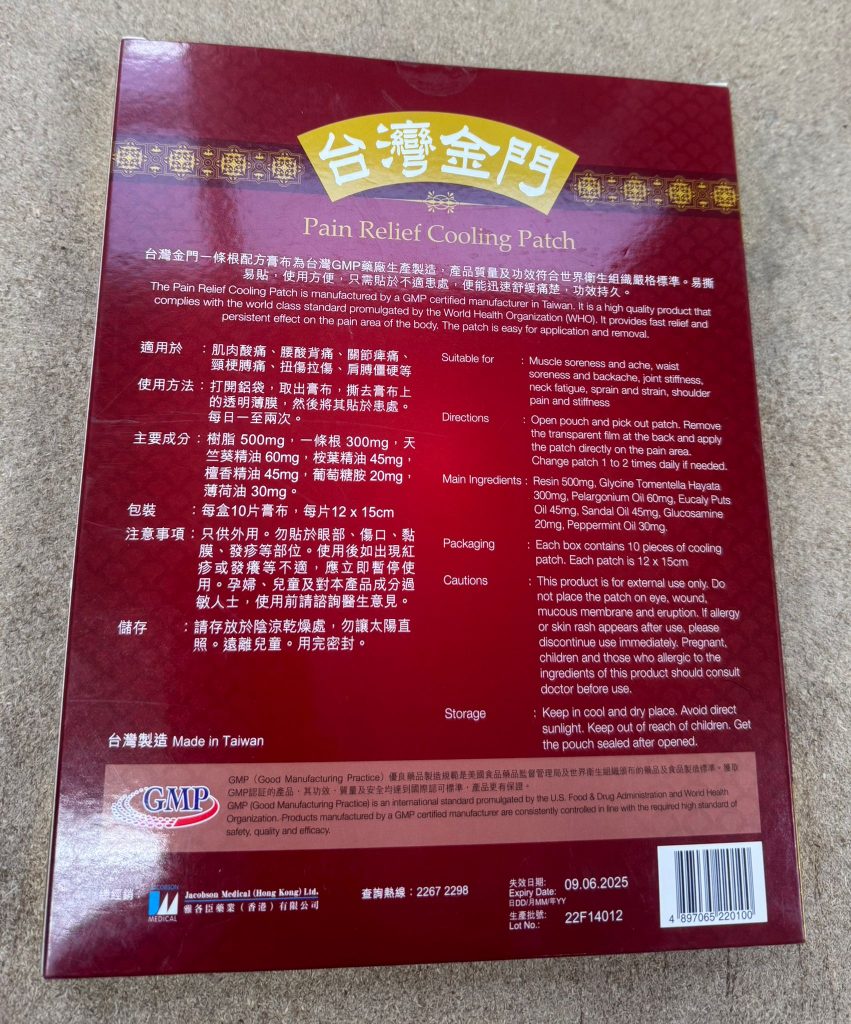 台灣金門
Pain Relief Cooling Patch
台灣金門一條根配方膏布為台灣GMP藥廠生產製造，產品質量及功效符合世界衛生組織嚴格標準。易撕
易貼，使用方便，只需貼於不適患處，便能迅速舒緩痛楚，功效持久。
The Pain Relief Cooling Patch is manufactured by a GMP certified manufacturer in Taiwan. It is a high quality product that
complies with the world class standard promulgated by the World Health Organization (WHO). It provides fast relief and
persistent effect on the pain area of the body. The patch is easy for application and removal.
適用於 ：肌肉酸痛、腰酸背痛、關節痺痛、
頸梗膊痛、扭傷拉傷、肩膊僵硬等
使用方法：打開鋁袋，取出膏布，撕去膏布上
的透明薄膜，然後將其貼於患處。
每日一至兩次。
主要成分：樹脂 500mg，一條根 300mg，天
竺葵精油 60mg，桉葉精油 45mg，
檀香精油 45mg，葡萄糖胺 20mg，
薄荷油 30mg。
包裝 ：每盒10片膏布，每片12 x 15cm
注意事項：只供外用。勿貼於眼部、傷口、黏
膜、發疹等部位。使用後如出現紅
疹或發癢等不適，應立即暫停使
用。孕婦、兒童及對本產品成分過
敏人士，使用前請諮詢醫生意見。
儲存 ：請存放於陰涼乾燥處，勿讓太陽直
照。遠離兒童。用完密封。
Suitable for : Muscle soreness and ache, waist
soreness and backache, joint stiffness,
neck fatigue, sprain and strain, shoulder
pain and stiffness
Directions : Open pouch and pick out patch. Remove
the transparent film at the back and apply
the patch directly on the pain area.
Change patch 1 to 2 times daily if needed.
Main Ingredients : Resin 500mg, Glycine Tomentella Hayata
300mg, Pelargonium Oil 60mg, Eucaly Puts
Oil 45mg, Sandal Oil 45mg, Glucosamine
20mg, Peppermint Oil 30mg.
Packaging : Each box contains 10 pieces of cooling
patch. Each patch is 12 x 15cm
Cautions : This product is for external use only. Do
not place the patch on eye, wound,
mucous membrane and eruption. If allergy
or skin rash appears after use, please
discontinue use immediately. Pregnant,
children and those who allergic to the
ingredients of this product should consult
doctor before use.
Storage : Keep in cool and dry place. Avoid direct
sunlight. Keep out of reach of children. Get
the pouch sealed after opened.
台灣製造 Made in Taiwan
GMP
GMP（Good Manufacturing Practice）優良藥品製造規範是美國食品藥品監督管理局及世界衛生組織頒布的藥品及食品製造標準。獲取
GMP認証的產品，其功效、質量及安全均達到國際認可標準，產品更有保證。
GMP (Good Manufacturing Practice) is an international standard promulgated by the U.S. Food & Drug Administration and World Health
Organization. Products manufactured by a GMP certified manufacturer are consistently controlled in line with the required high standard of
safety, quality and efficacy.
總經銷：
JACOBSON
MEDICAL
Jacobson Medical (Hong Kong) Ltd.
雅各臣藥業（香港）有限公司
查詢熱線：2267 2298
失效日期:
Expiry Date: 09.06.2025
日DD/月MM/年YY
生產批號:
Lot No.: 22F14012
4 897065 220100